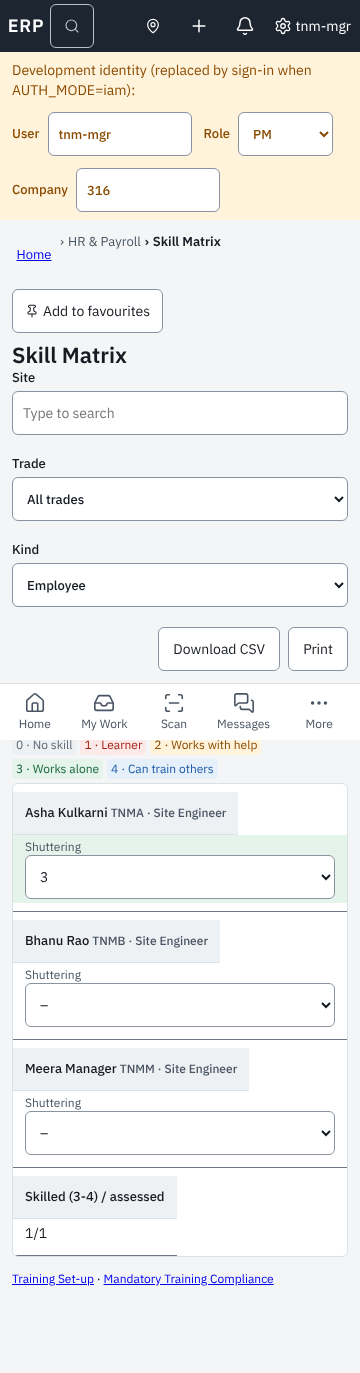 ERP tnm-mgr
Development identity (replaced by sign-in when
AUTH_MODE=iam):
User tnm-mgr Role PM
Company 316
Home › HR & Payroll › Skill Matrix
Add to favourites
Skill Matrix
Site
Type to search
Trade
All trades
Kind
Employee
Download CSV Print
Home My Work Scan Messages More
0 · No skill 1 · Learner 2 · Works with help
3 · Works alone 4 · Can train others
Asha Kulkarni TNMA · Site Engineer
Shuttering
3
Bhanu Rao TNMB · Site Engineer
Shuttering
–
Meera Manager TNMM · Site Engineer
Shuttering
–
Skilled (3-4) / assessed
1/1
Training Set-up · Mandatory Training Compliance